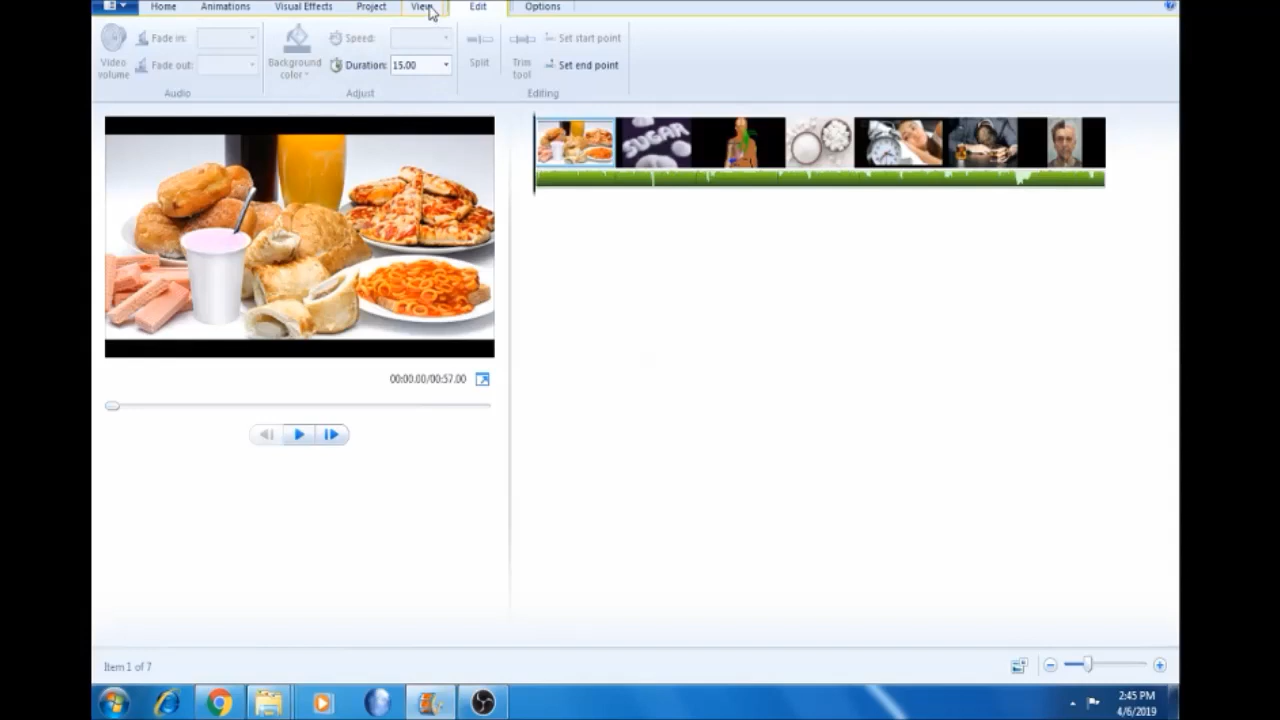 Home Animations Visual Effects Project View Edit Options
Fade in:
Speed:
Set start point
Video volume
Fade out:
Background color
Duration: 15.00
Split
Trim tool
Set end point
Audio
Adjust
Editing
SUGAR
00:00.00/00:57.00
Item 1 of 7
2:45 PM
4/6/2019